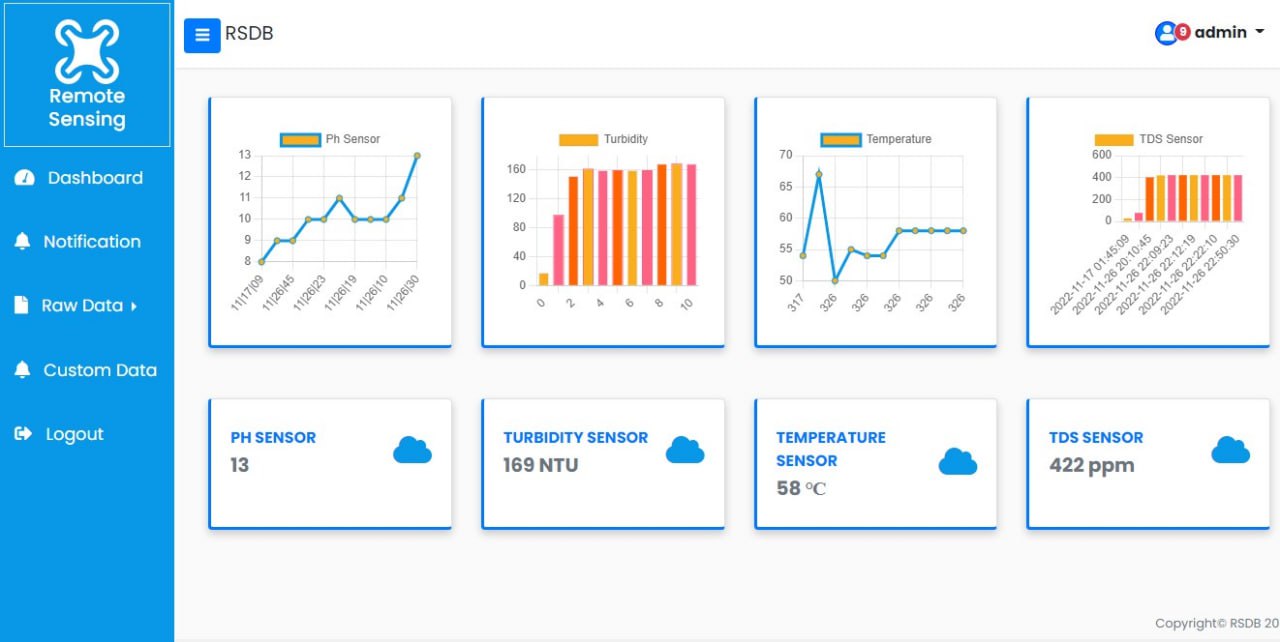 Remote
Sensing
RSDB
9 admin
Dashboard
Notification
Raw Data
Custom Data
Logout
Ph Sensor
13
12
11
10
9
8
11|17|09
11|26|45
11|26|23
11|26|19
11|26|10
11|26|30
Turbidity
160
120
80
40
0
0
2
4
6
8
10
Temperature
70
65
60
55
50
317
326
326
326
326
326
TDS Sensor
600
400
200
0
2022-11-17 01:45:09
2022-11-26 20:10:45
2022-11-26 22:09:23
2022-11-26 22:12:19
2022-11-26 22:22:10
2022-11-26 22:50:30
PH SENSOR
13
TURBIDITY SENSOR
169 NTU
TEMPERATURE
SENSOR
58 °C
TDS SENSOR
422 ppm
Copyright© RSDB 20